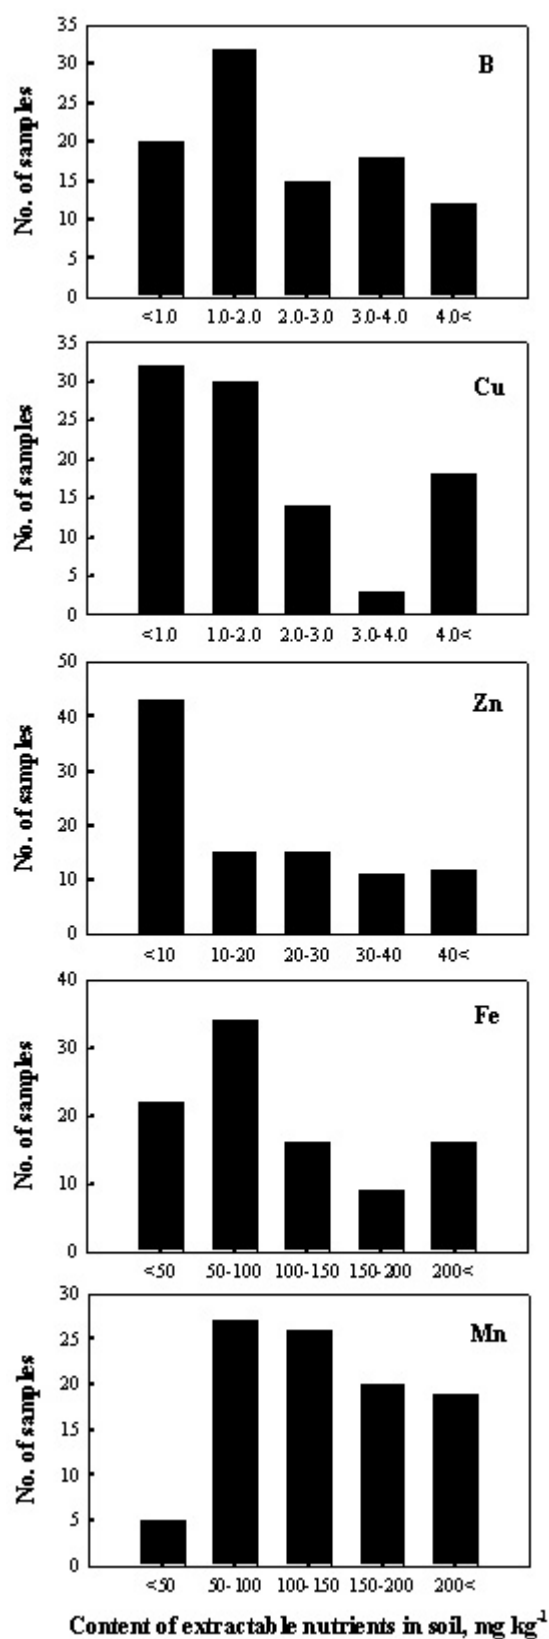 35
30
25
20
15
10
5
0
No. of samples
B
<1.0 1.0-2.0 2.0-3.0 3.0-4.0 4.0<
35
30
25
20
15
10
5
0
No. of samples
Cu
<1.0 1.0-2.0 2.0-3.0 3.0-4.0 4.0<
50
40
30
20
10
0
No. of samples
Zn
<10 10-20 20-30 30-40 40<
40
30
20
10
0
No. of samples
Fe
<50 50-100 100-150 150-200 200<
30
25
20
15
10
5
0
No. of samples
Mn
<50 50-100 100-150 150-200 200<
Content of extractable nutrients in soil, mg kg⁻¹